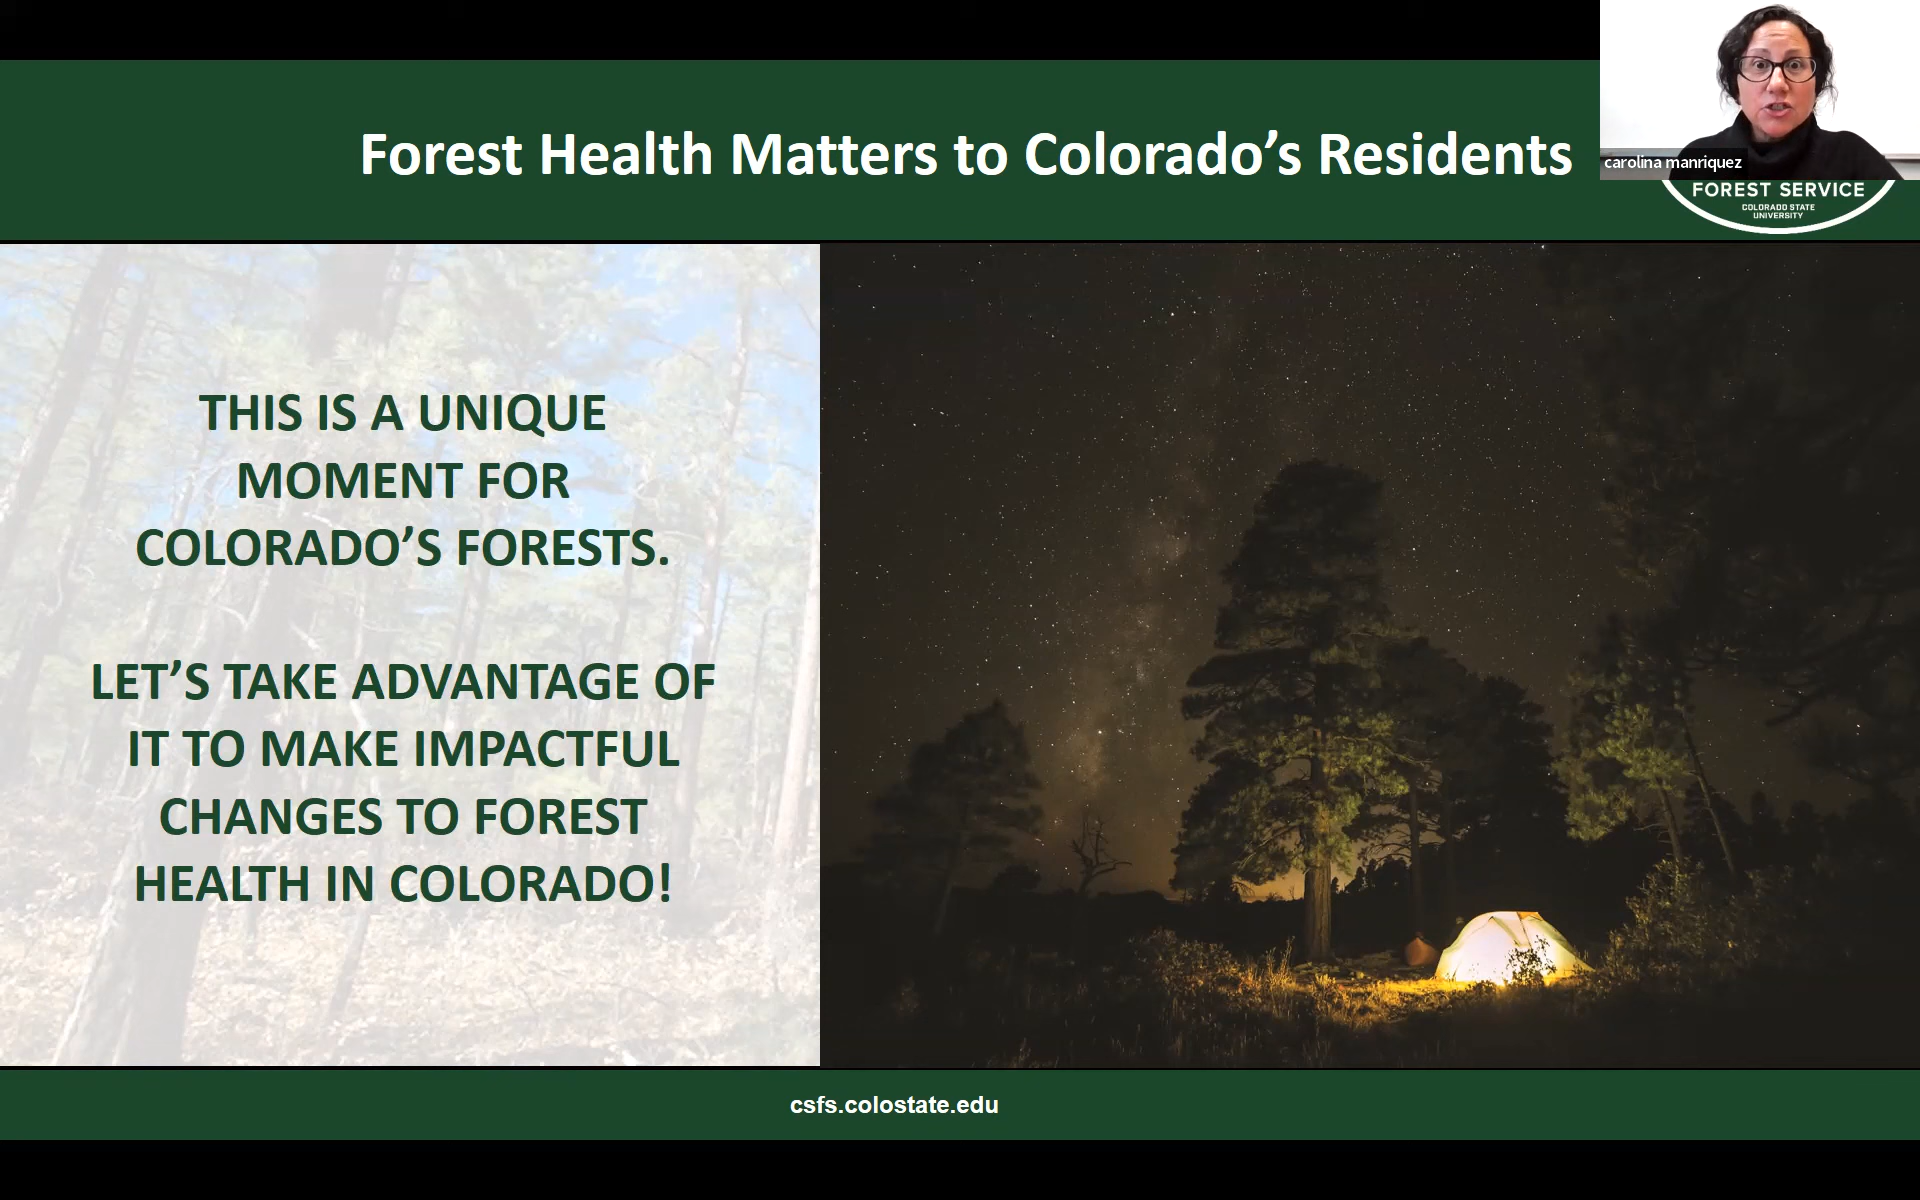 Forest Health Matters to Colorado’s Residents
carolina manriquez
FOREST SERVICE
COLORADO STATE
UNIVERSITY
THIS IS A UNIQUE
MOMENT FOR
COLORADO’S FORESTS.
LET’S TAKE ADVANTAGE OF
IT TO MAKE IMPACTFUL
CHANGES TO FOREST
HEALTH IN COLORADO!
csfs.colostate.edu